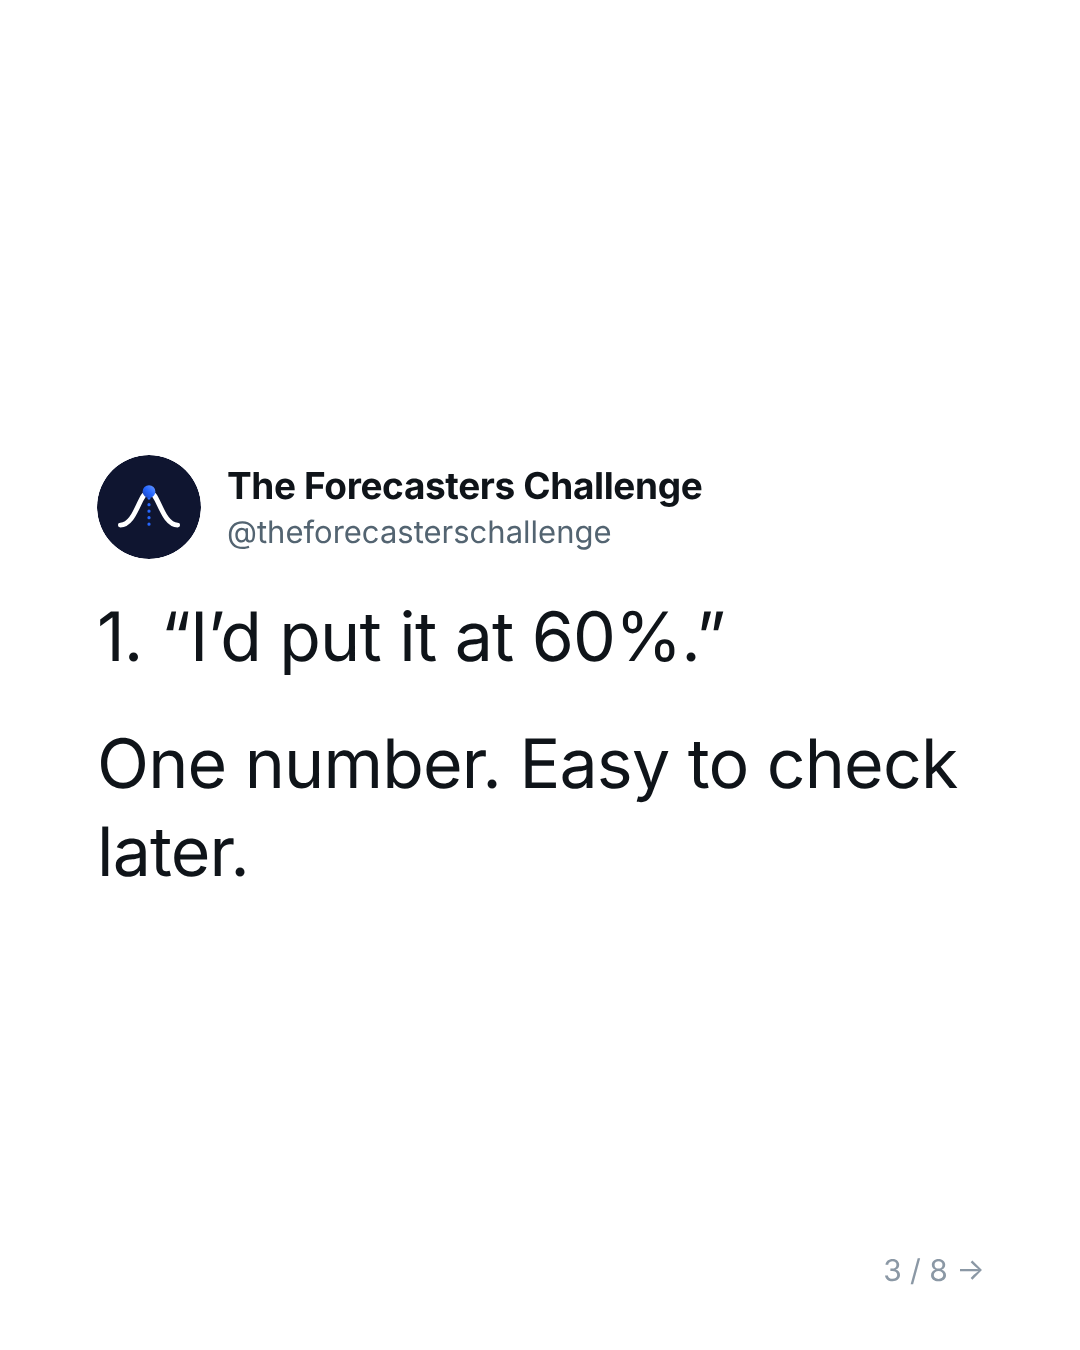 The Forecasters Challenge
@theforecasterschallenge
1. “I’d put it at 60%.”
One number. Easy to check
later.
3 / 8 →